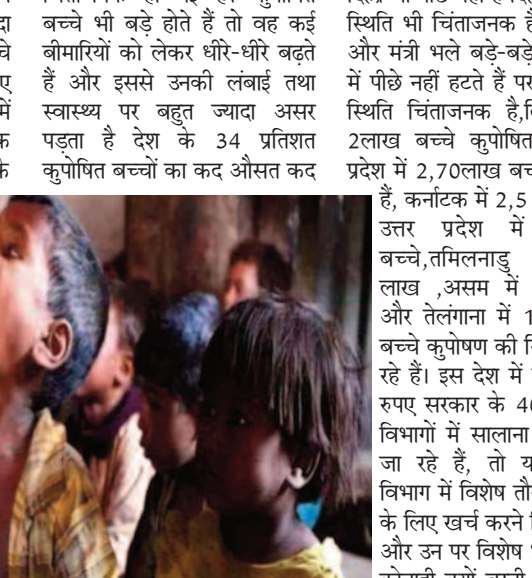 बच्चे भी बड़े होते हैं तो वह कई
बीमारियों को लेकर धीरे-धीरे बढ़ते
हैं और इससे उनकी लंबाई तथा
स्वास्थ्य पर बहुत ज्यादा असर
पड़ता है देश के 34 प्रतिशत
कुपोषित बच्चों का कद औसत कद
स्थिति भी चिंताजनक
और मंत्री भले बड़े-बड़े
में पीछे नहीं हटते हैं पर
स्थिति चिंताजनक है,
2लाख बच्चे कुपोषित
प्रदेश में 2,70लाख
हैं, कर्नाटक में 2,5
उत्तर प्रदेश में
बच्चे,तमिलनाडु
लाख ,असम में
और तेलंगाना में 1
बच्चे कुपोषण की
रहे हैं। इस देश में
रुपए सरकार के
विभागों में सालाना
जा रहे हैं, तो
विभाग में विशेष
के लिए खर्च करने
और उन पर विशेष